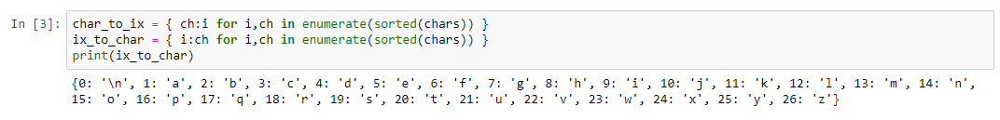 In [3]: char_to_ix = { ch:i for i,ch in enumerate(sorted(chars)) }
ix_to_char = { i:ch for i,ch in enumerate(sorted(chars)) }
print(ix_to_char)
{0: '\n', 1: 'a', 2: 'b', 3: 'c', 4: 'd', 5: 'e', 6: 'f', 7: 'g', 8: 'h', 9: 'i', 10: 'j', 11: 'k', 12: 'l', 13: 'm', 14: 'n',
15: 'o', 16: 'p', 17: 'q', 18: 'r', 19: 's', 20: 't', 21: 'u', 22: 'v', 23: 'w', 24: 'x', 25: 'y', 26: 'z'}